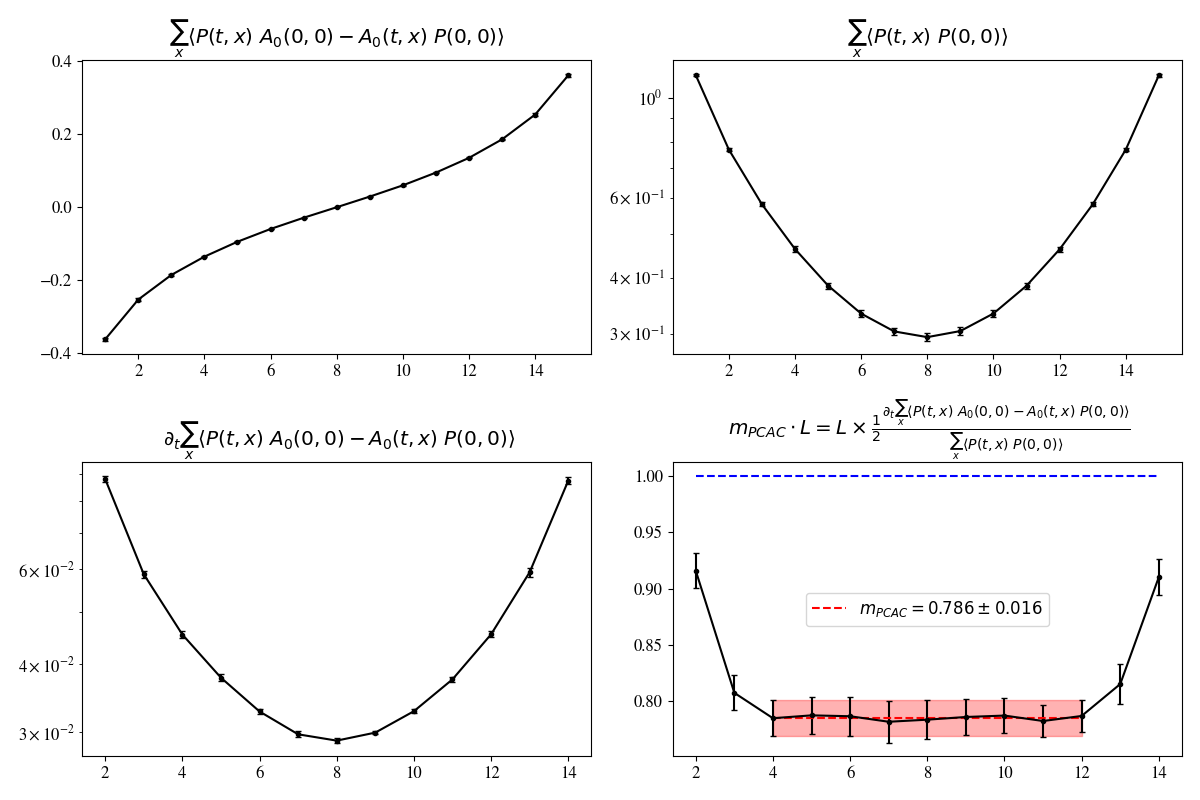 ∑ₓ⟨P(t, x) A₀(0, 0) − A₀(t, x) P(0, 0)⟩
0.4
0.2
0.0
−0.2
−0.4
2 4 6 8 10 12 14
∑ₓ⟨P(t, x) P(0, 0)⟩
10⁰
6 × 10⁻¹
4 × 10⁻¹
3 × 10⁻¹
2 4 6 8 10 12 14
∂ₜ∑ₓ⟨P(t, x) A₀(0, 0) − A₀(t, x) P(0, 0)⟩
6 × 10⁻²
4 × 10⁻²
3 × 10⁻²
2 4 6 8 10 12 14
m_PCAC · L = L × 1/2 ∂ₜ∑ₓ⟨P(t, x) A₀(0, 0) − A₀(t, x) P(0, 0)⟩ / ∑ₓ⟨P(t, x) P(0, 0)⟩
1.00
0.95
0.90
0.85
0.80
m_PCAC = 0.786 ± 0.016
2 4 6 8 10 12 14